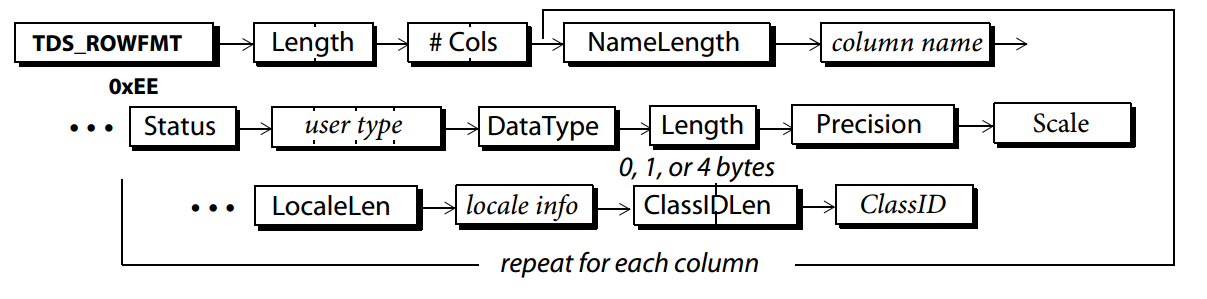 TDS_ROWFMT Length # Cols NameLength column name
0xEE
••• Status user type DataType Length Precision Scale
0, 1, or 4 bytes
••• LocaleLen locale info ClassIDLen ClassID
repeat for each column